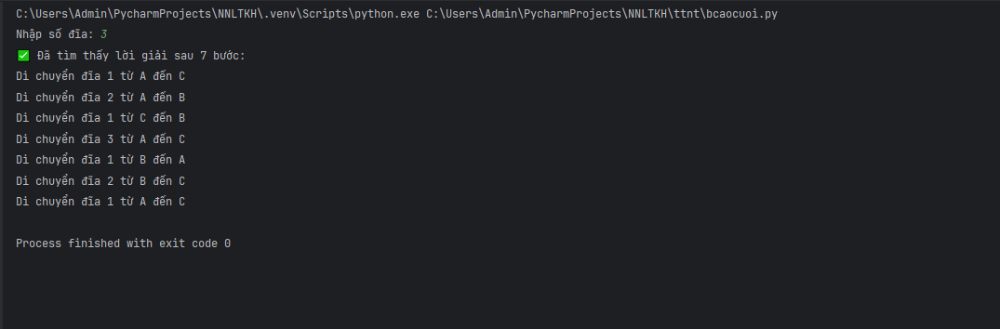 C:\Users\Admin\PycharmProjects\NNLTKH\.venv\Scripts\python.exe C:\Users\Admin\PycharmProjects\NNLTKH\ttnt\bcaocuoi.py
Nhập số đĩa: 3
✅ Đã tìm thấy lời giải sau 7 bước:
Di chuyển đĩa 1 từ A đến C
Di chuyển đĩa 2 từ A đến B
Di chuyển đĩa 1 từ C đến B
Di chuyển đĩa 3 từ A đến C
Di chuyển đĩa 1 từ B đến A
Di chuyển đĩa 2 từ B đến C
Di chuyển đĩa 1 từ A đến C
Process finished with exit code 0